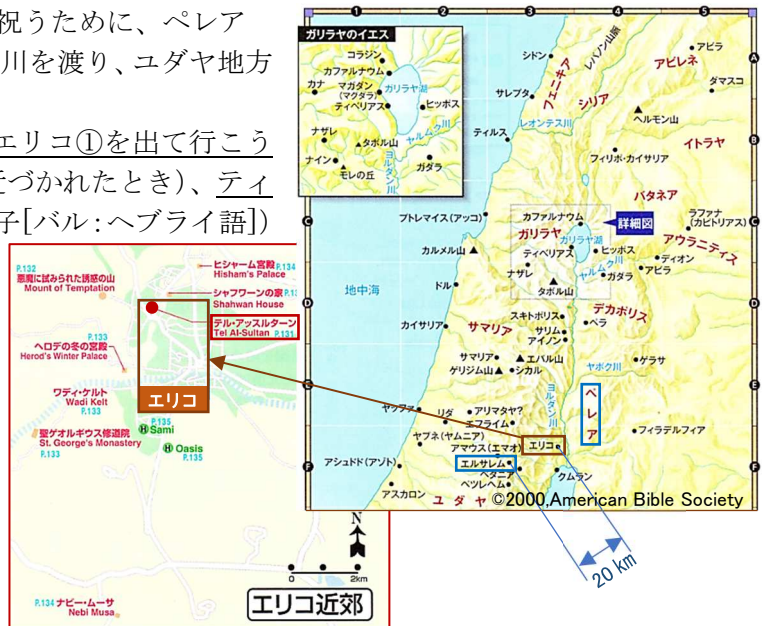 祝うために、ペレア
川を渡り、ユダヤ地方
エリコ①を出て行こう
づかれたとき)、ティ
子[バル:ヘブライ語])
1
2
3
4
5
A
B
C
D
E
F
ガリラヤのイエス
コラジン
カファルナウム
カナ
マガダン
(マクダラ)
ティベリアス
ガリラヤ湖
ヒッポス
ナザレ
タボル山
ヤルムク川
ナイン
モレの丘
ヨルダン川
ガダラ
シドン
レバノン山脈
アビラ
アビレネ
ダマスコ
サレプタ
フェニキア
シリア
レオンテス川
ヘルモン山
ティルス
イトラヤ
フィリポ・カイサリア
バタネア
プトレマイス(アッコ)
カファルナウム
詳細図
ラファナ
(カピトリアス)
ガリラヤ
ガリラヤ湖
アウラニティス
カルメル山
ティベリアス
ヒッポス
ディオン
ナザレ
ヤルムク川
ガダラ
アビラ
地中海
ドル
タボル山
デカポリス
スキトポリス
ペラ
カイサリア
サマリア
サリム
アイノン
サマリア
エバル山
ヤボク川
ゲラサ
ゲリジム山
シカル
ヨルダン川
ペレア
ヤッファ
リダ
アリマタヤ?
エフライム
フィラデルフィア
ヤブネ(ヤムニア)
エリコ
アマウス(エマオ)
アシュドド(アゾト)
エルサレム
ベタニア
クムラン
ベツレヘム
アスカロン
ユダヤ
©2000,American Bible Society
20 km
P.132
悪魔に試みられた誘惑の山
Mount of Temptation
ヒシャーム宮殿 P.134
Hisham's Palace
シャフワーンの家
Shahwan House
テル・アッスルターン
Tel Al-Sultan P.131
P.133
ヘロデの冬の宮殿
Herod's Winter Palace
エリコ
ワディ・ケルト
Wadi Kelt
P.133
P.135
H Sami
聖ゲオルギウス修道院
St. George's Monastery
P.133
H Oasis
P.135
N
0
2km
エリコ近郊
P.134 ナビー・ムーサ
Nebi Musa